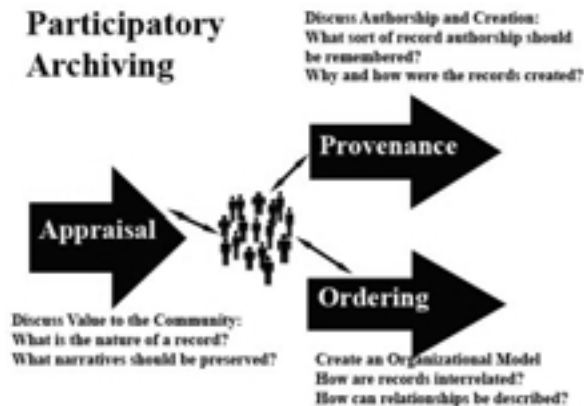 Participatory
Archiving
Discuss Authorship and Creation:
What sort of record authorship should
be remembered?
Why and how were the records created?
Provenance
Appraisal
Ordering
Discuss Value to the Community:
What is the nature of a record?
What narratives should be preserved?
Create an Organizational Model
How are records interrelated?
How can relationships be described?